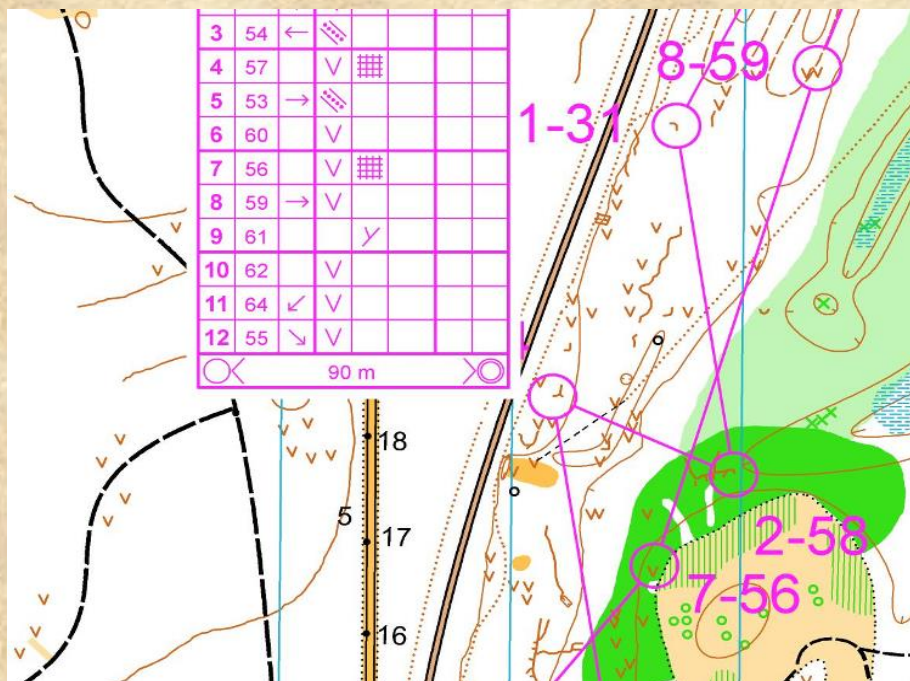 3 54 ←
4 57 V
5 53 →
6 60 V
7 56 V
8 59 → V
9 61 Y
10 62 V
11 64 ↙ V
12 55 ↘ V
90 m
8-59
1-31
2-58
7-56
18
5
17
16